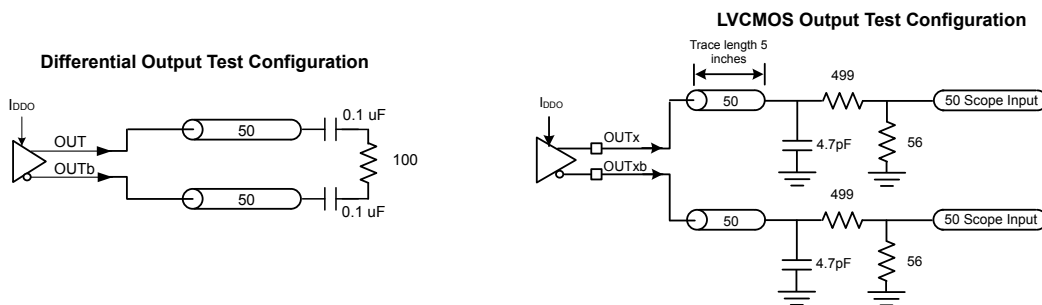 LVCMOS Output Test Configuration
Differential Output Test Configuration
Trace length 5
inches
IDDO
OUT
OUTb
50
50
0.1 uF
0.1 uF
100
IDDO
OUTx
OUTxb
50
4.7pF
499
56
50 Scope Input
50
4.7pF
499
56
50 Scope Input